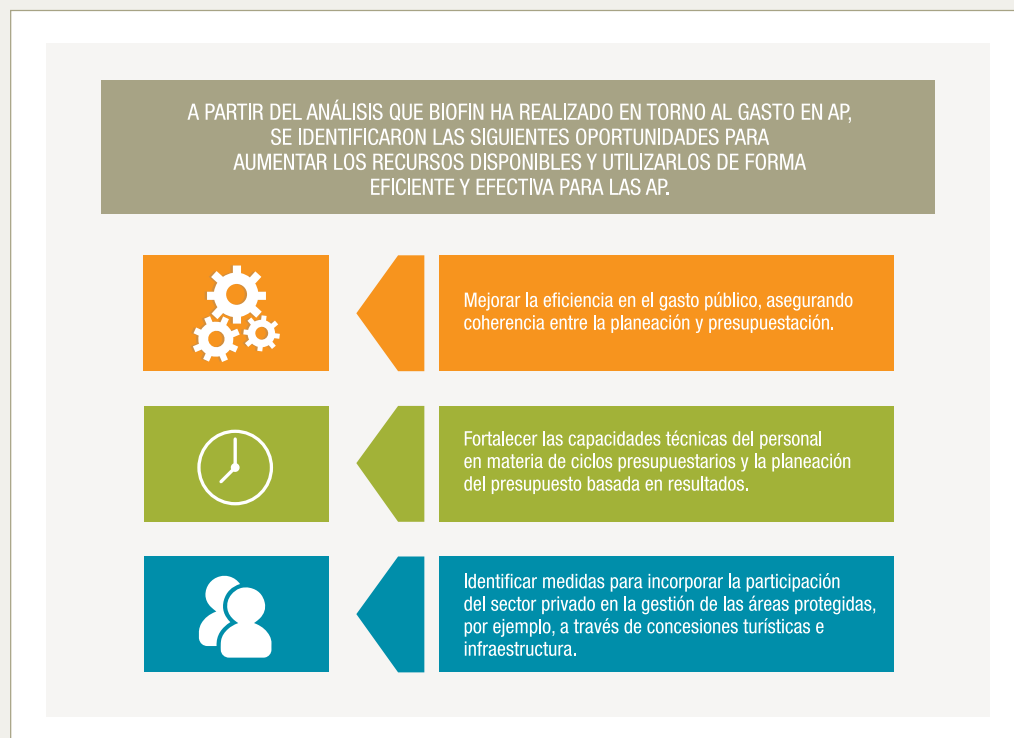 A PARTIR DEL ANÁLISIS QUE BIOFIN HA REALIZADO EN TORNO AL GASTO EN AP,
SE IDENTIFICARON LAS SIGUIENTES OPORTUNIDADES PARA
AUMENTAR LOS RECURSOS DISPONIBLES Y UTILIZARLOS DE FORMA
EFICIENTE Y EFECTIVA PARA LAS AP.
Mejorar la eficiencia en el gasto público, asegurando
coherencia entre la planeación y presupuestación.
Fortalecer las capacidades técnicas del personal
en materia de ciclos presupuestarios y la planeación
del presupuesto basada en resultados.
Identificar medidas para incorporar la participación
del sector privado en la gestión de las áreas protegidas,
por ejemplo, a través de concesiones turísticas e
infraestructura.